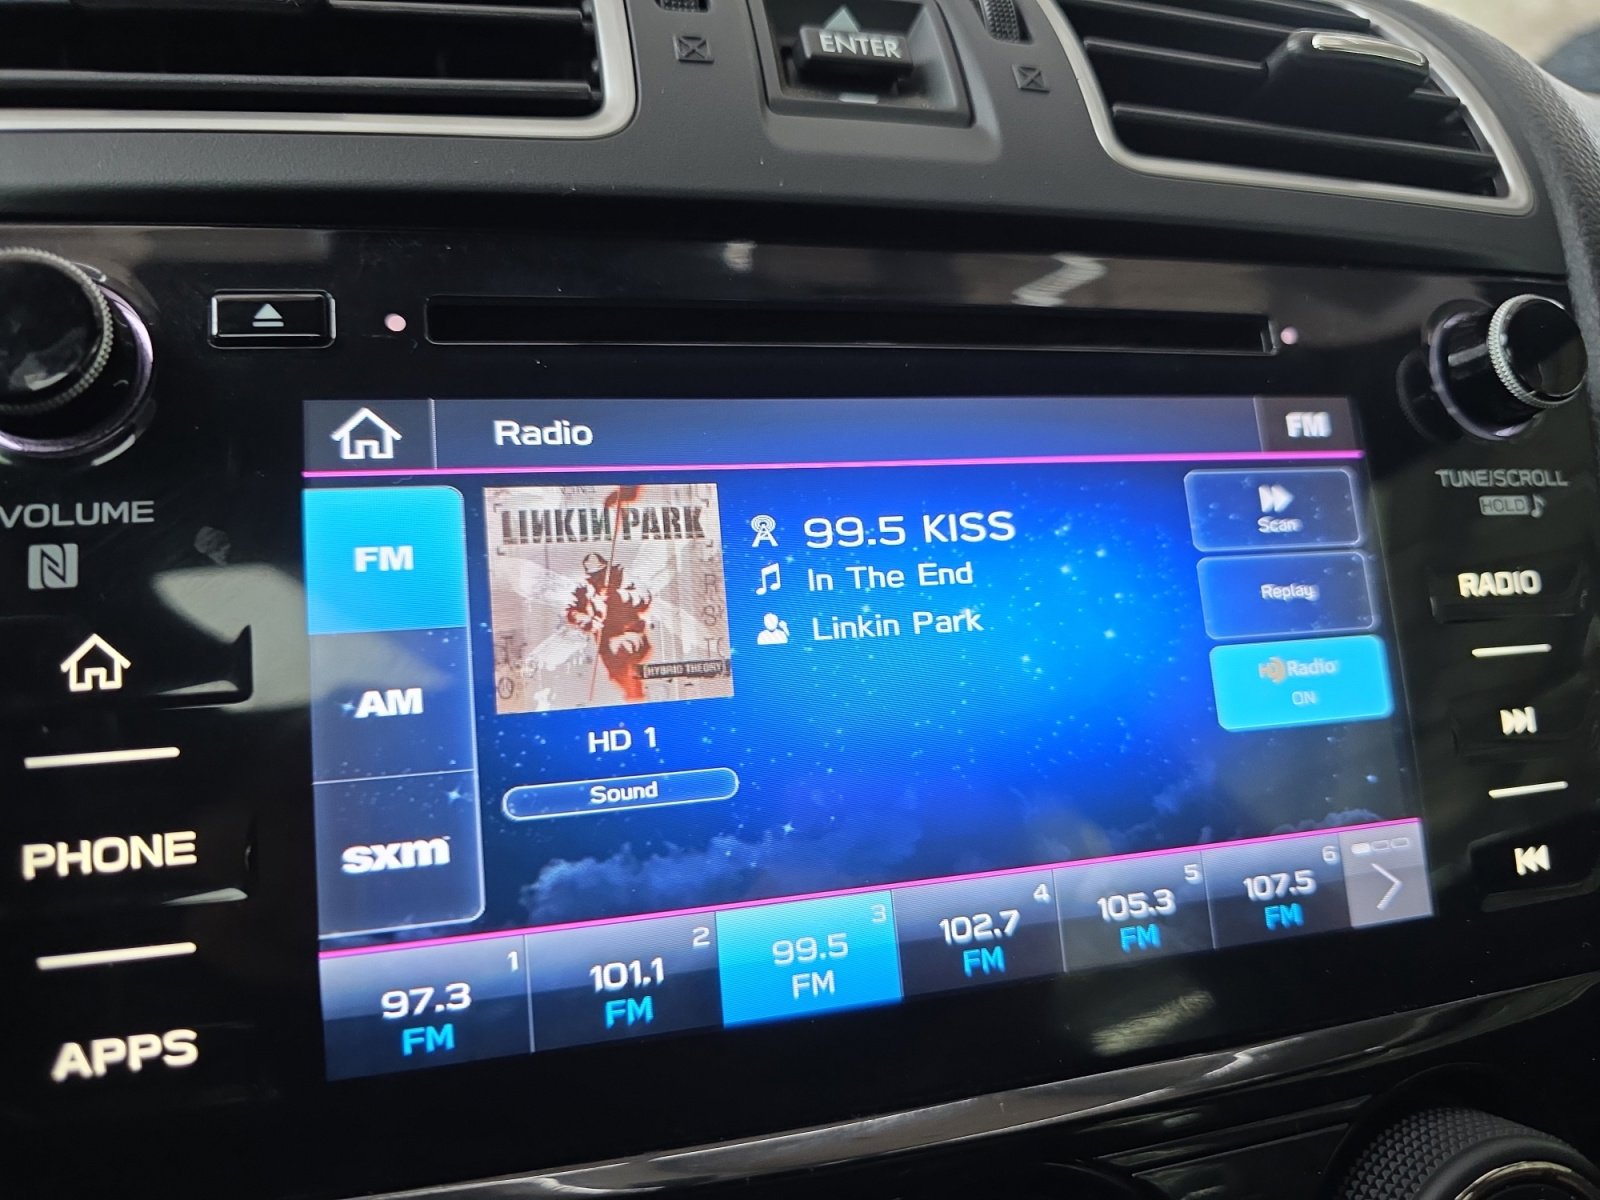 ENTER
VOLUME
PHONE
APPS
Radio
FM
FM
AM
sxm
LINKIN PARK
[HYBRID THEORY]
HD 1
Sound
99.5 KISS
In The End
Linkin Park
Scan
Replay
HD Radio
ON
1
97.3
FM
2
101.1
FM
3
99.5
FM
4
102.7
FM
5
105.3
FM
6
107.5
FM
TUNE/SCROLL
HOLD
RADIO